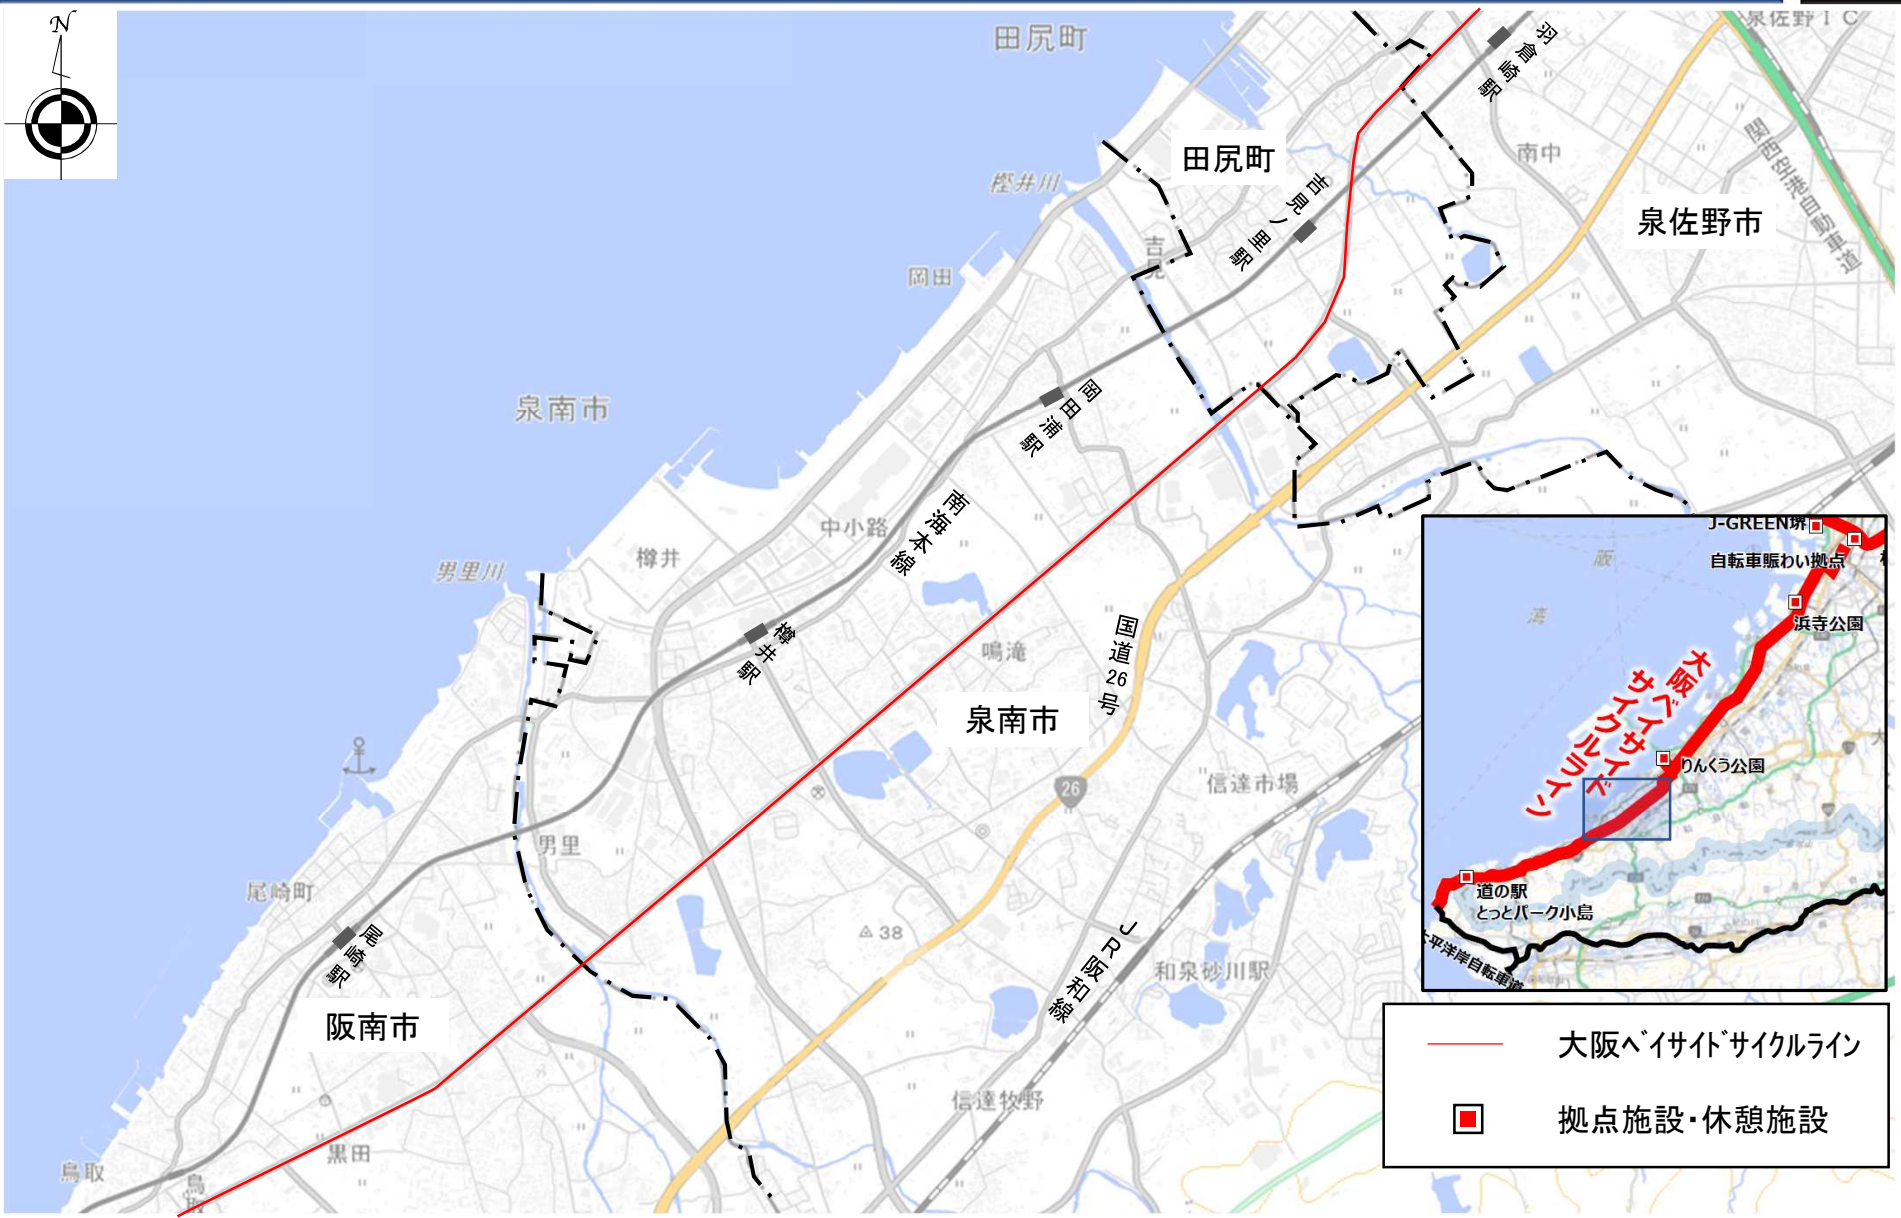 N
田尻町
泉佐野IC
羽倉崎駅
田尻町
南中
関西空港自動車道
樫井川
吉見ノ里駅
泉佐野市
吉見
岡田
泉南市
岡田浦駅
南海本線
中小路
樽井
男里川
樽井駅
鳴滝
国道26号
泉南市
26
信達市場
男里
尾崎町
尾崎駅
38
JR阪和線
和泉砂川駅
阪南市
信達牧野
黒田
鳥取
J-GREEN堺
自転車賑わい拠点
阪
湾
浜寺公園
大阪ベイサイド
サイクルライン
りんくう公園
道の駅
とっとパーク小島
太平洋岸自転車道
大阪ベイサイドサイクルライン
拠点施設・休憩施設